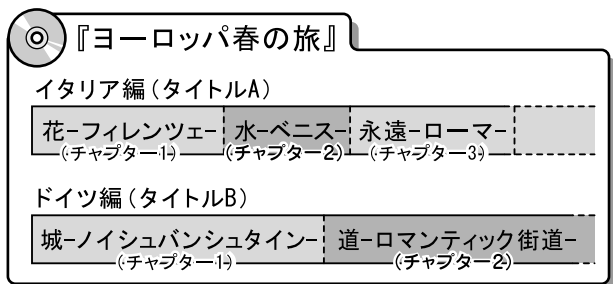 『ヨーロッパ春の旅』
イタリア編（タイトルA）
花−フィレンツェ− 水−ベニス− 永遠−ローマ−
（チャプター1） （チャプター2） （チャプター3）
ドイツ編（タイトルB）
城−ノイシュバンシュタイン− 道−ロマンティック街道−
（チャプター1） （チャプター2）